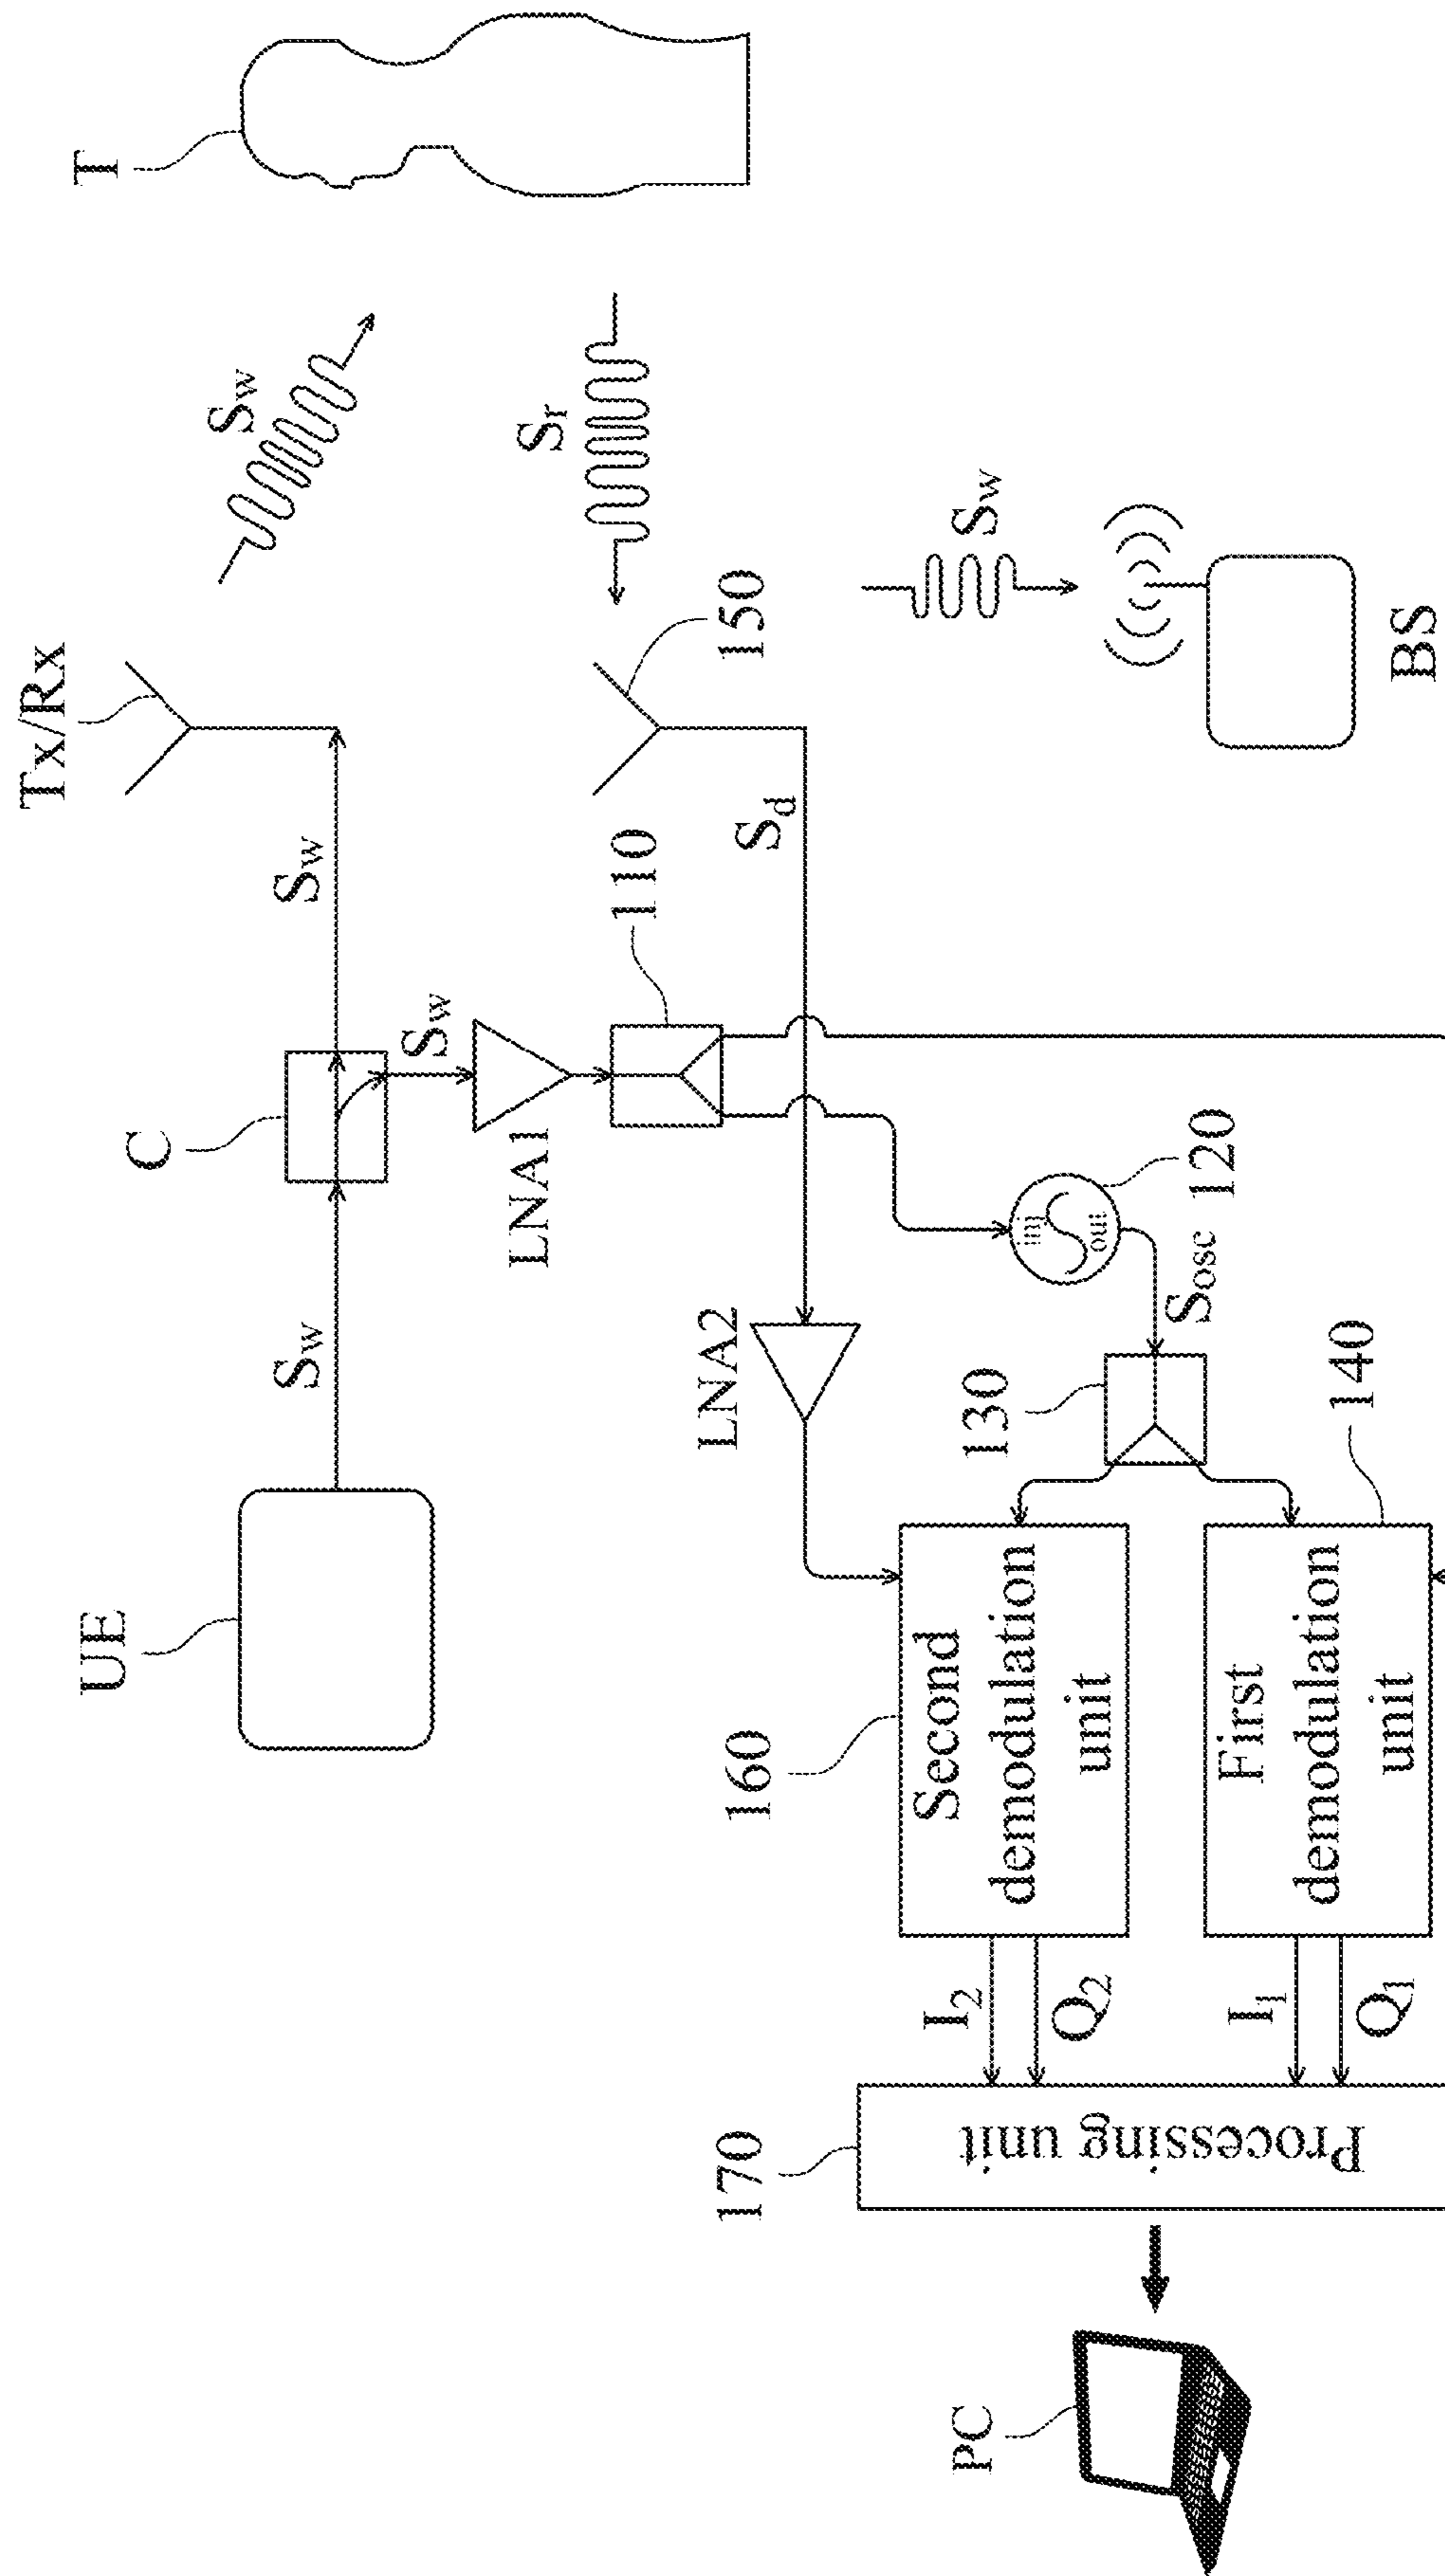 T
Tx/Rx
Sw
Sr
Sw
Sw
C
Sw
Sw
150
Sd
BS
110
LNA1
UE
LNA2
inj
out
120
Sosc
130
140
160
Second
demodulation
unit
First
demodulation
unit
I2
Q2
I1
Q1
170
Processing unit
PC